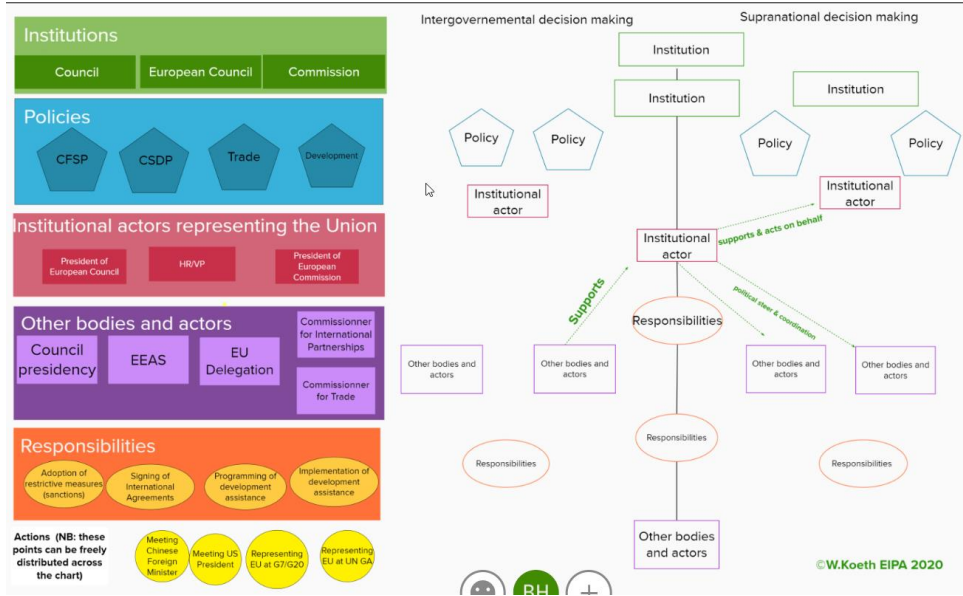 Institutions
Council
European Council
Commission
Policies
CFSP
CSDP
Trade
Development
Institutional actors representing the Union
President of
European Council
HR/VP
President of
European
Commission
Other bodies and actors
Council
presidency
EEAS
EU
Delegation
Commissionner
for International
Partnerships
Commissionner
for Trade
Responsibilities
Adoption of
restrictive measures
(sanctions)
Signing of
International
Agreements
Programming of
development
assistance
Implementation of
development
assistance
Actions (NB: these
points can be freely
distributed across
the chart)
Meeting
Chinese
Foreign
Minister
Meeting US
President
Representing
EU at G7/G20
Representing
EU at UN GA
Intergovernemental decision making
Supranational decision making
Institution
Institution
Institution
Policy
Policy
Policy
Policy
Institutional
actor
Institutional
actor
Institutional
actor
supports & acts on behalf
Supports
political steer & coordination
Responsibilities
Other bodies and
actors
Other bodies and
actors
Other bodies and
actors
Other bodies and
actors
Responsibilities
Responsibilities
Responsibilities
Other bodies
and actors
©W.Koeth EIPA 2020
BH